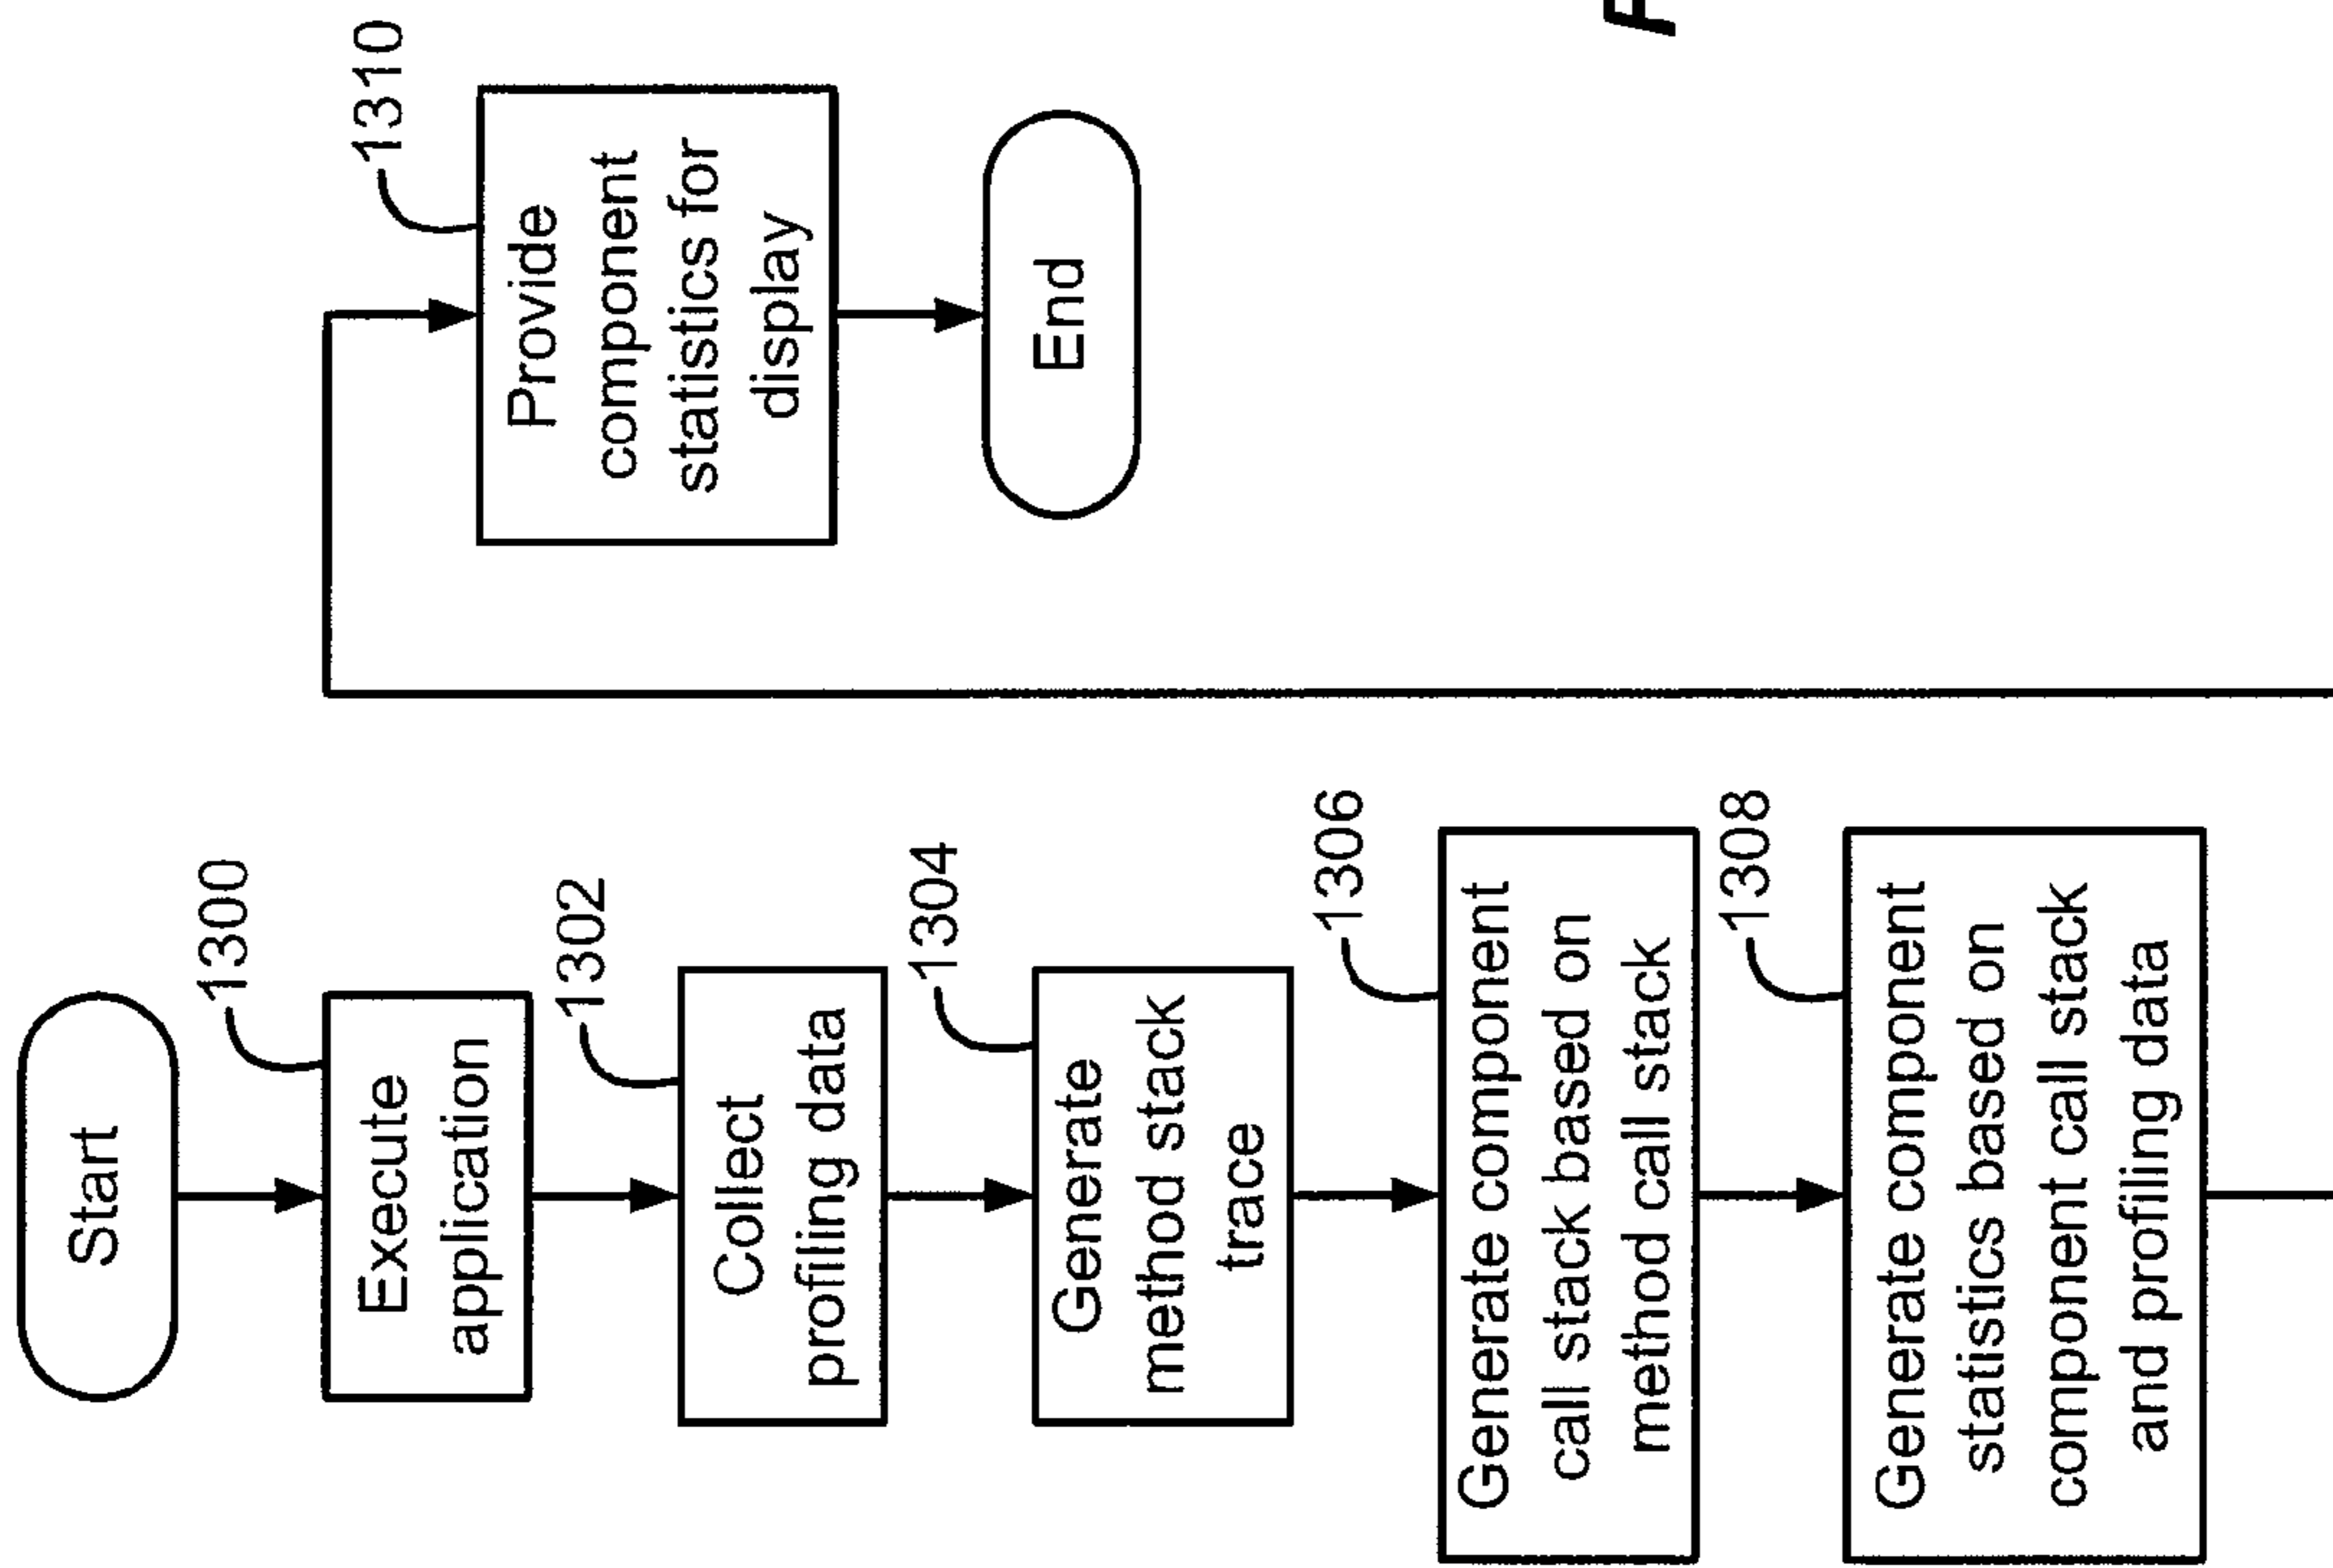 Start
1300
Execute
application
1302
Collect
profiling data
1304
Generate
method stack
trace
1306
Generate component
call stack based on
method call stack
1308
Generate component
statistics based on
component call stack
and profiling data
1310
Provide
component
statistics for
display
End